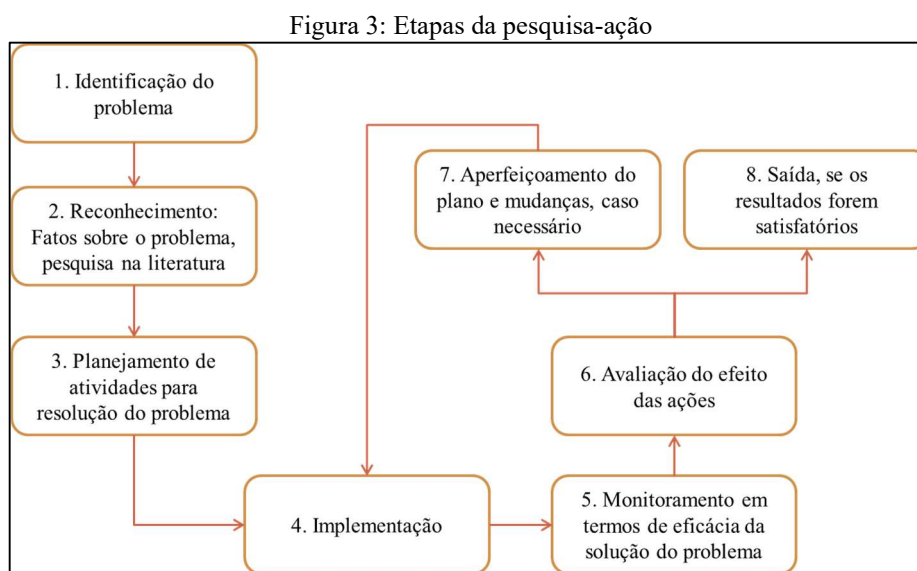 Figura 3: Etapas da pesquisa-ação
1. Identificação do
problema
2. Reconhecimento:
Fatos sobre o problema,
pesquisa na literatura
3. Planejamento de
atividades para
resolução do problema
4. Implementação
5. Monitoramento em
termos de eficácia da
solução do problema
6. Avaliação do efeito
das ações
7. Aperfeiçoamento do
plano e mudanças, caso
necessário
8. Saída, se os
resultados forem
satisfatórios